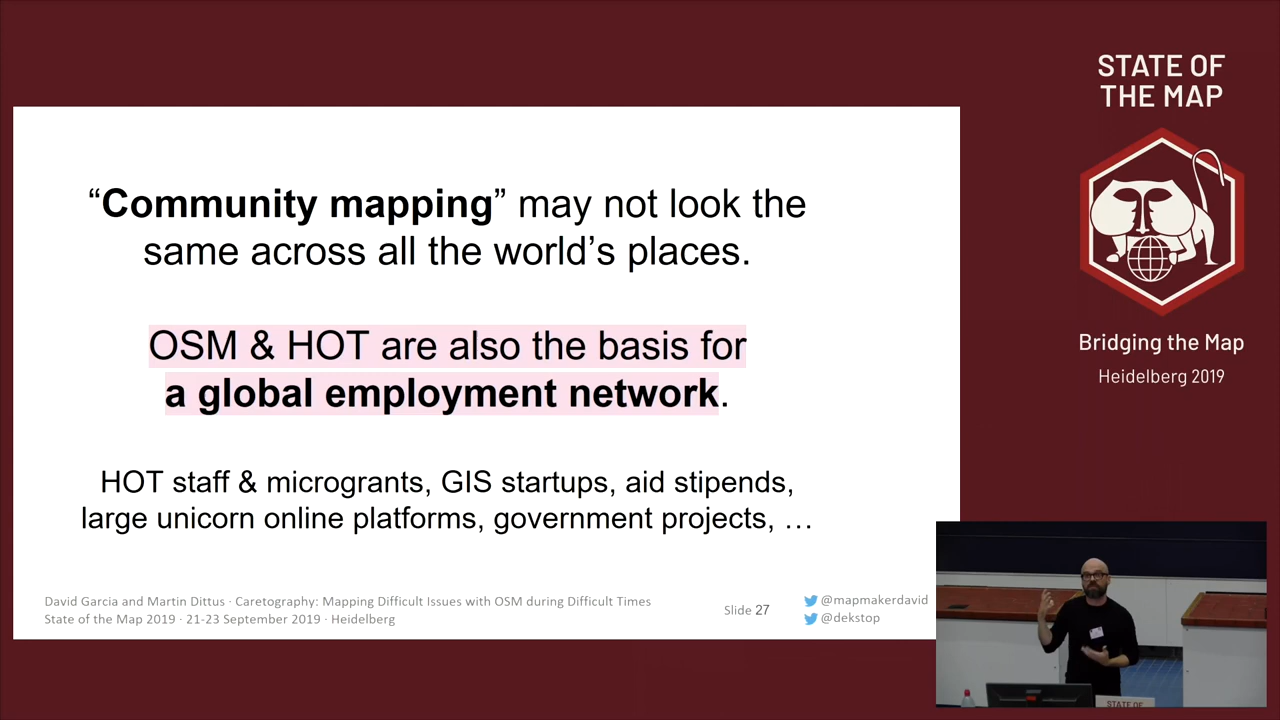 STATE OF
THE MAP
“Community mapping” may not look the
same across all the world’s places.
OSM & HOT are also the basis for
a global employment network.
HOT staff & microgrants, GIS startups, aid stipends,
large unicorn online platforms, government projects, …
David Garcia and Martin Dittus · Caretography: Mapping Difficult Issues with OSM during Difficult Times
State of the Map 2019 · 21-23 September 2019 · Heidelberg
Slide 27
@mapmakerdavid
@dekstop
Bridging the Map
Heidelberg 2019
STATE OF